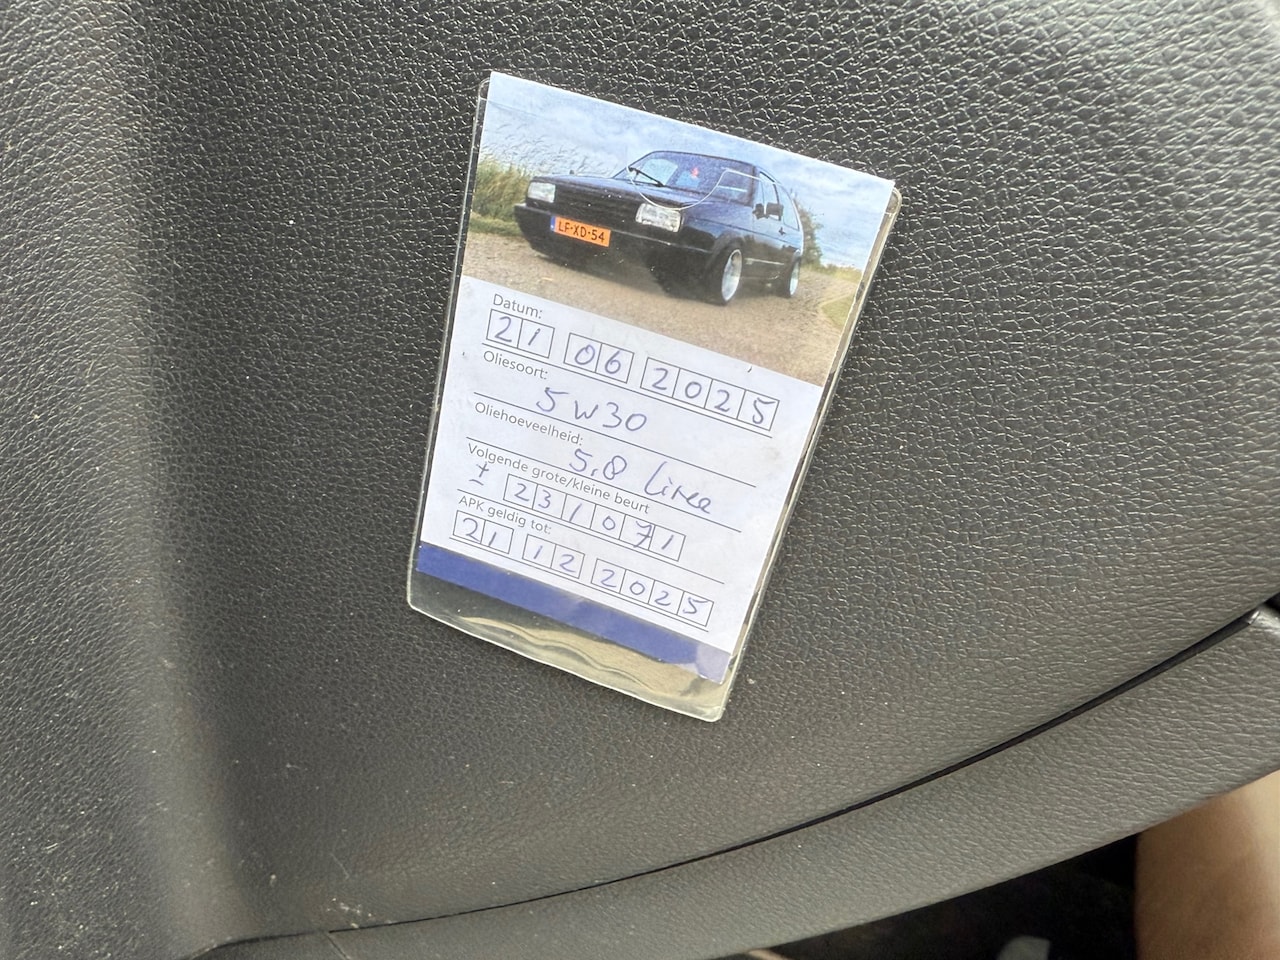 LF-XD-54
Datum:
21 06 2025
Oliesoort:
5W30
Oliehoeveelheid:
5,8 Liter
Volgende grote/kleine beurt
± 231071
APK geldig tot:
21 12 2025